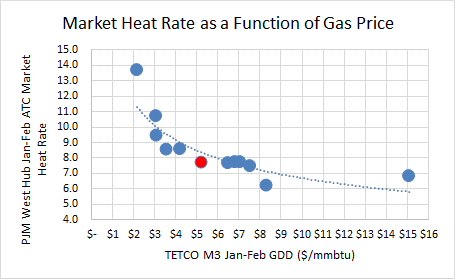 Market Heat Rate as a Function of Gas Price
PJM West Hub Jan-Feb ATC Market
Heat Rate
15.0
14.0
13.0
12.0
11.0
10.0
9.0
8.0
7.0
6.0
5.0
4.0
$- $1 $2 $3 $4 $5 $6 $7 $8 $9 $10 $11 $12 $13 $14 $15 $16
TETCO M3 Jan-Feb GDD ($/mmbtu)